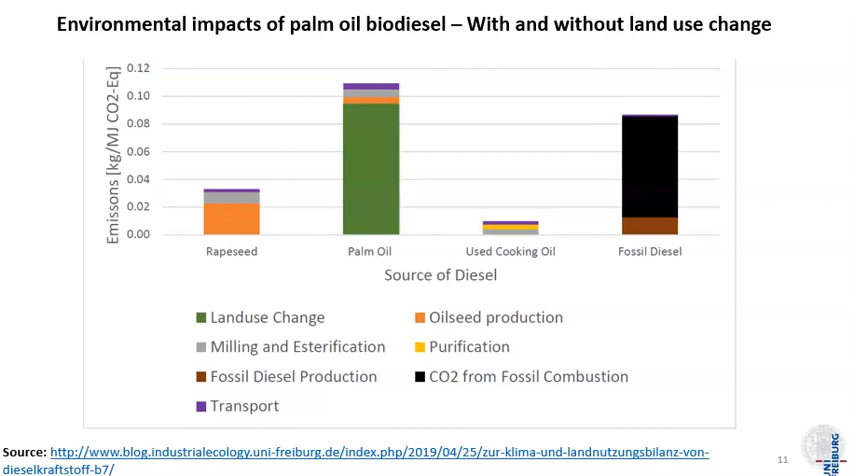 Environmental impacts of palm oil biodiesel – With and without land use change
Emissons [kg/MJ CO2-Eq]
0.12
0.10
0.08
0.06
0.04
0.02
0.00
Rapeseed Palm Oil Used Cooking Oil Fossil Diesel
Source of Diesel
Landuse Change Oilseed production
Milling and Esterification Purification
Fossil Diesel Production CO2 from Fossil Combustion
Transport
Source: http://www.blog.industrialecology.uni-freiburg.de/index.php/2019/04/25/zur-klima-und-landnutzungsbilanz-von-
dieselkraftstoff-b7/
11
UNI
FREIBURG